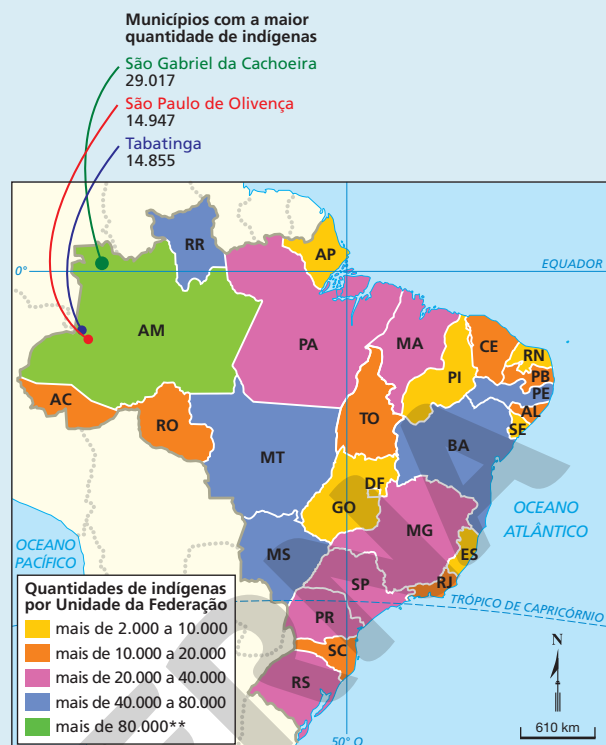 Municípios com a maior
quantidade de indígenas
São Gabriel da Cachoeira
29.017
São Paulo de Olivença
14.947
Tabatinga
14.855
RR
AP
0°
EQUADOR
AM
PA
MA
CE
RN
PI
PB
PE
AC
AL
RO
TO
SE
BA
MT
DF
GO
OCEANO
ATLÂNTICO
MG
OCEANO
PACÍFICO
MS
ES
SP
RJ
TRÓPICO DE CAPRICÓRNIO
PR
SC
RS
Quantidades de indígenas
por Unidade da Federação
mais de 2.000 a 10.000
mais de 10.000 a 20.000
mais de 20.000 a 40.000
mais de 40.000 a 80.000
mais de 80.000**
N
610 km
50° O